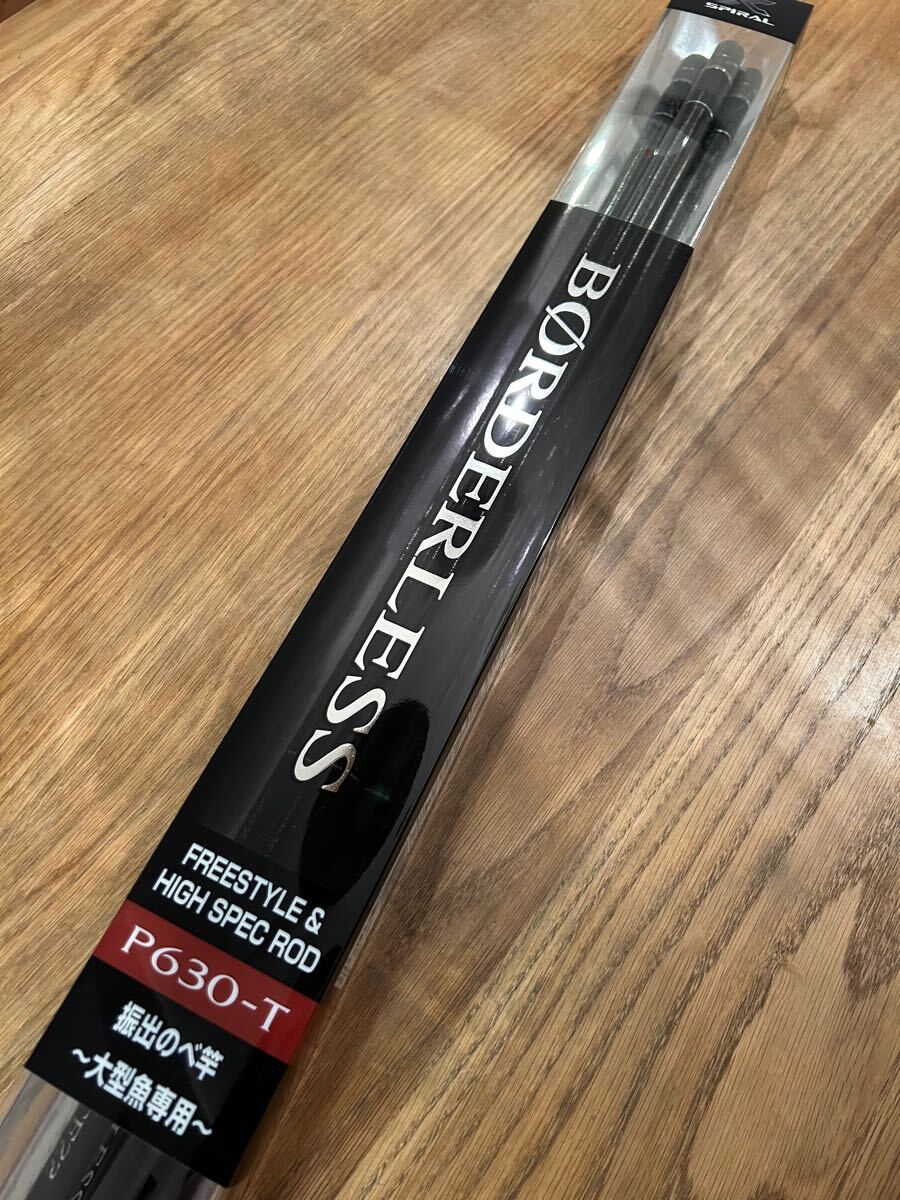 SPIRAL
BØRDERLESS
FREESTYLE &
HIGH SPEC ROD
P630-T
振出のべ竿
～大型魚専用～